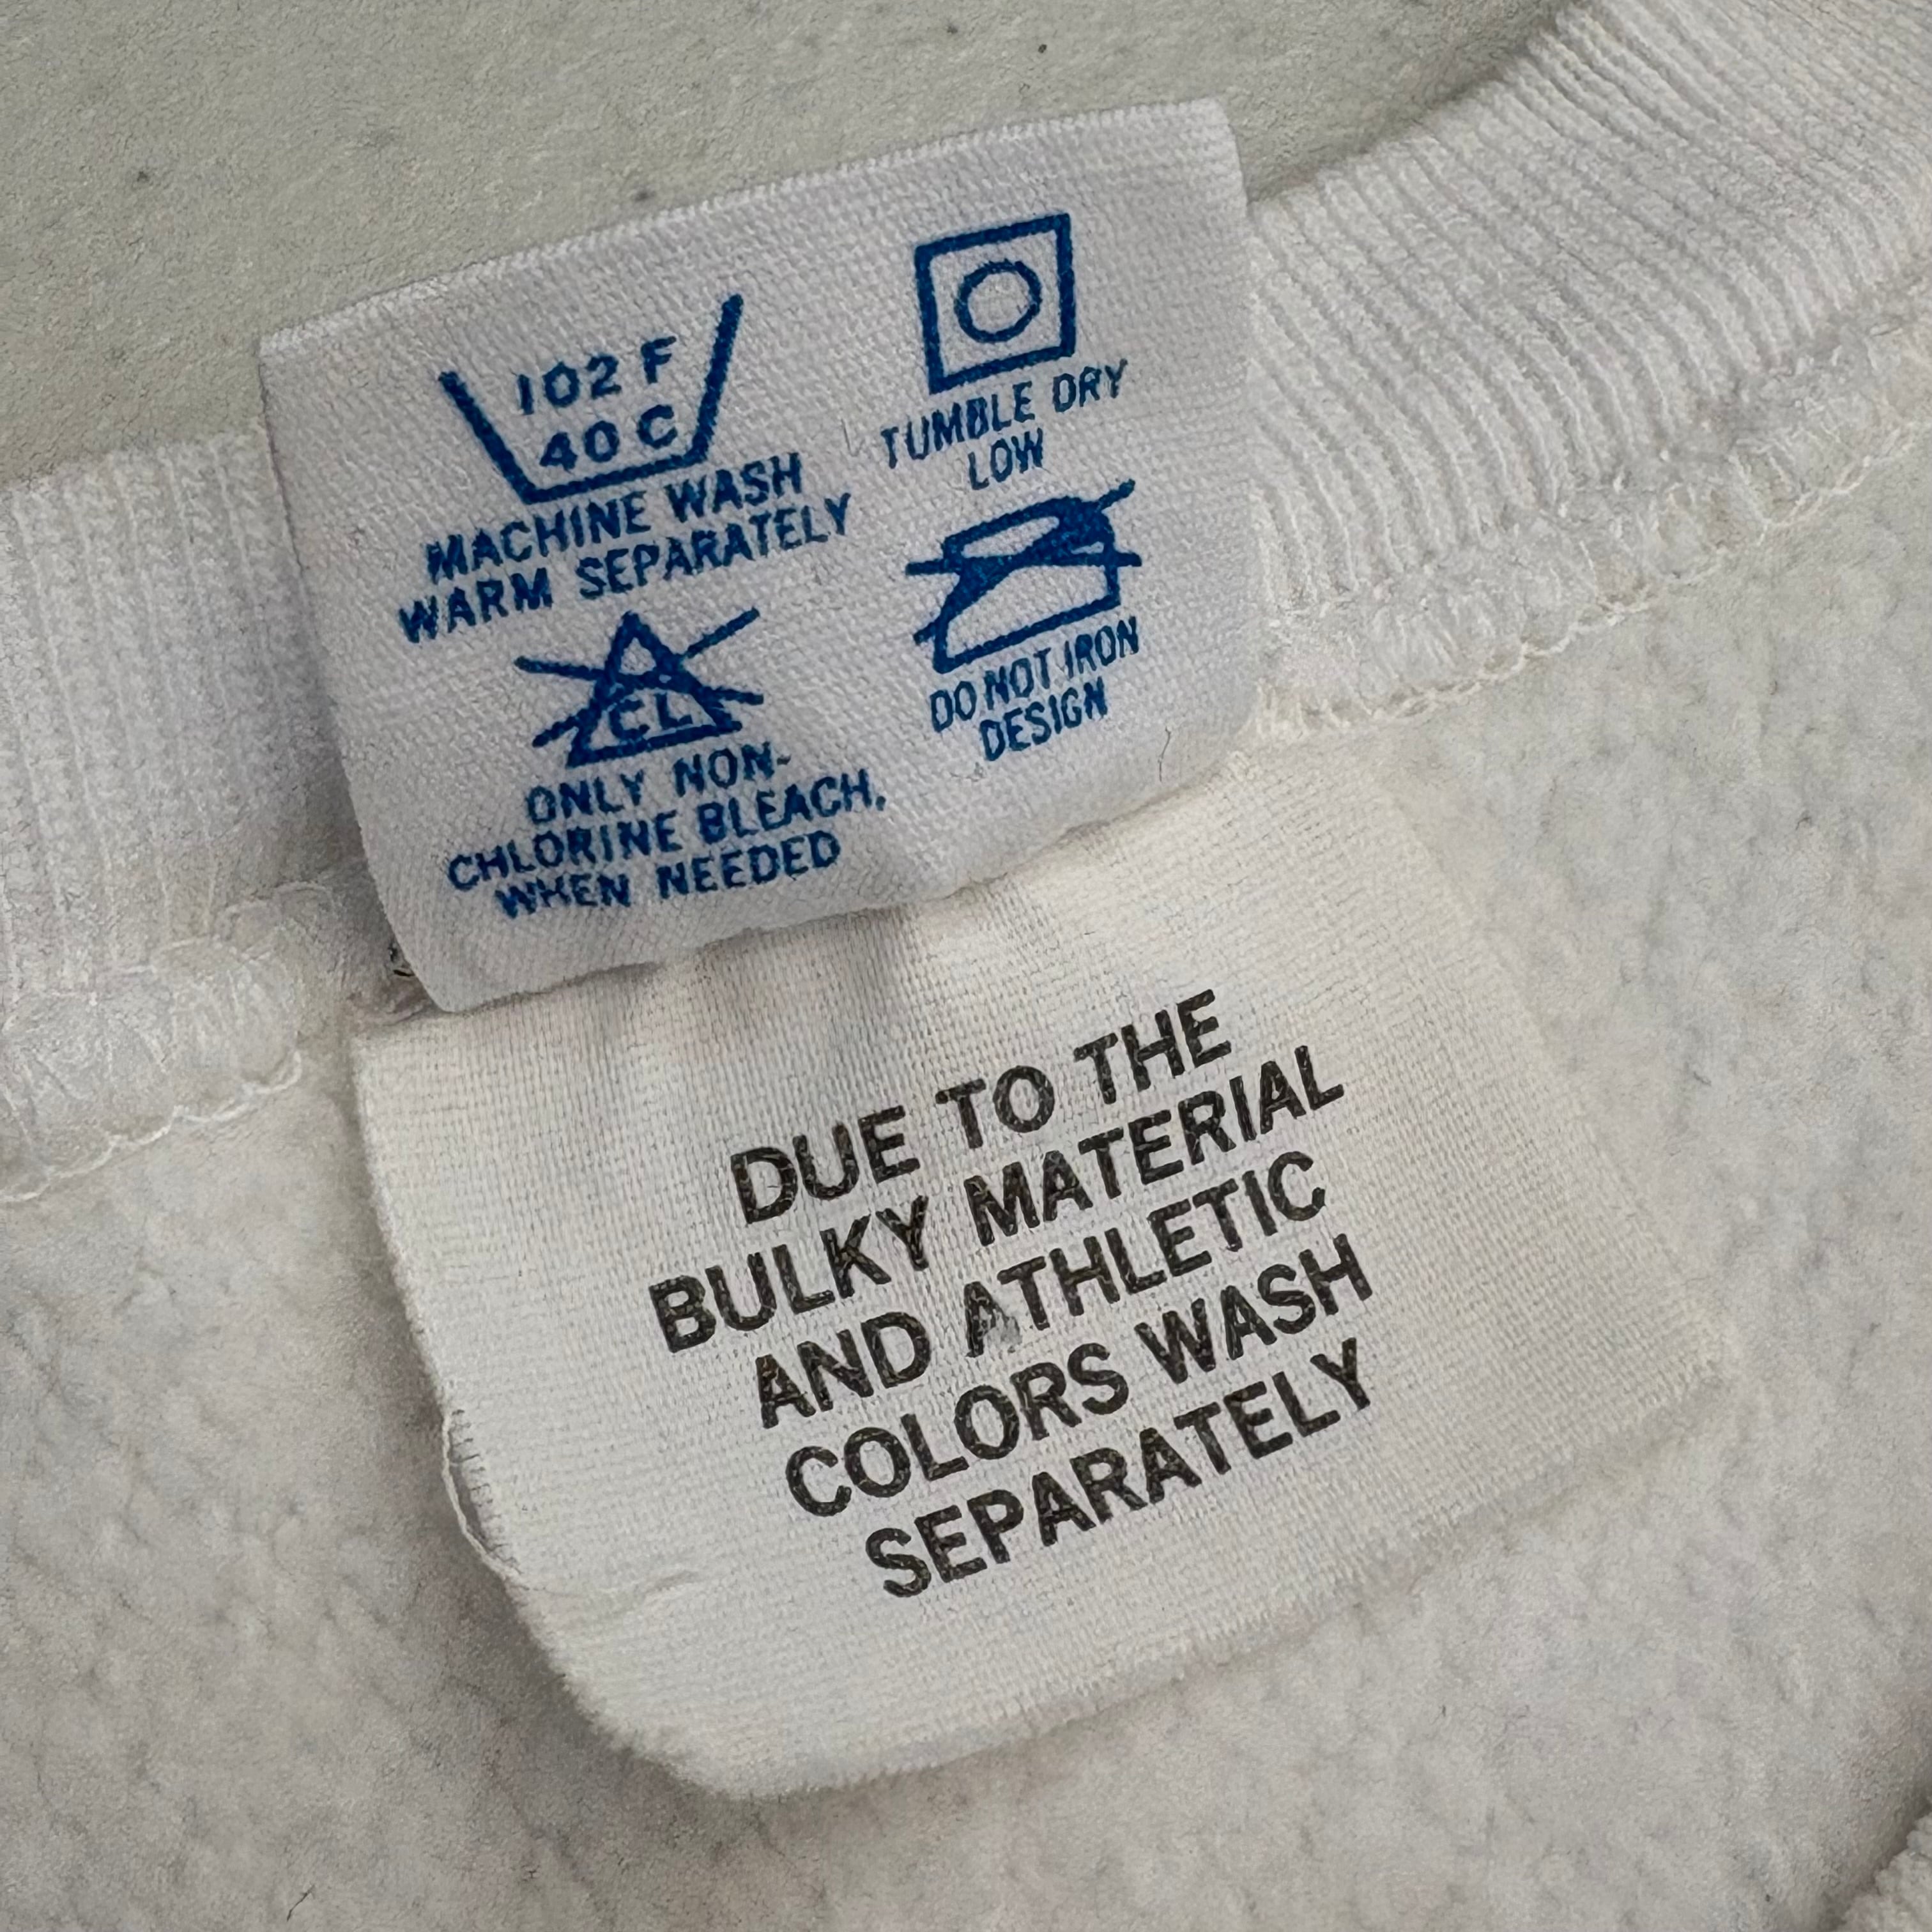 102 F
40 C
MACHINE WASH
WARM SEPARATELY
CL
ONLY NON-
CHLORINE BLEACH,
WHEN NEEDED
TUMBLE DRY
LOW
DO NOT IRON
DESIGN
DUE TO THE
BULKY MATERIAL
AND ATHLETIC
COLORS WASH
SEPARATELY